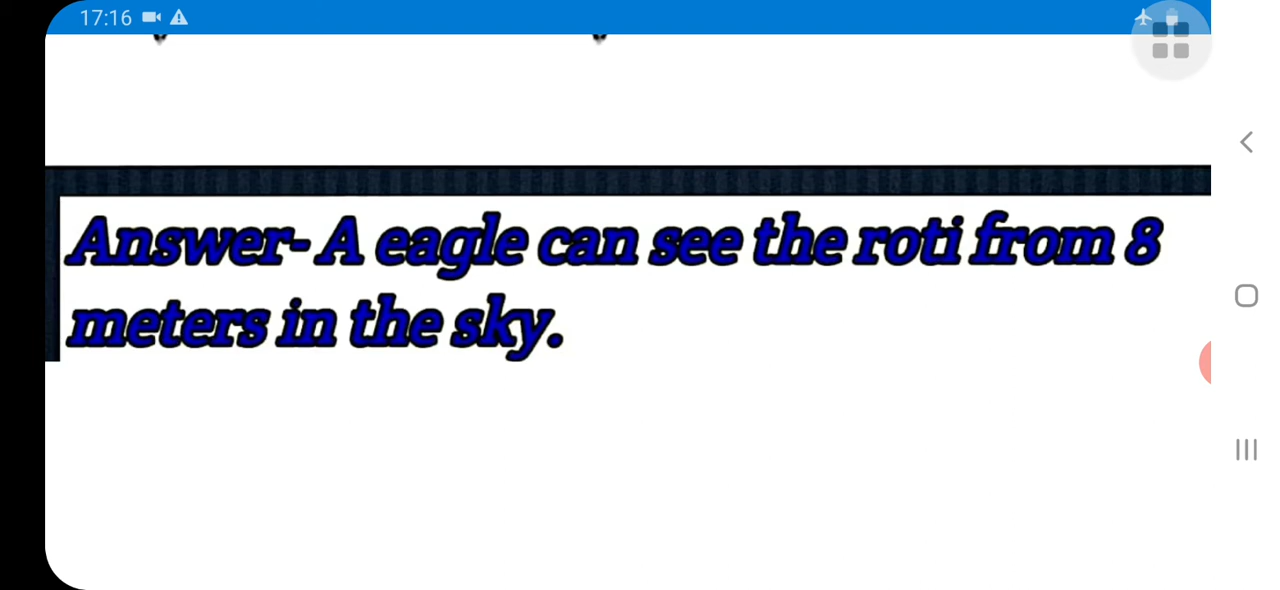 17:16
Answer- A eagle can see the roti from 8
meters in the sky.